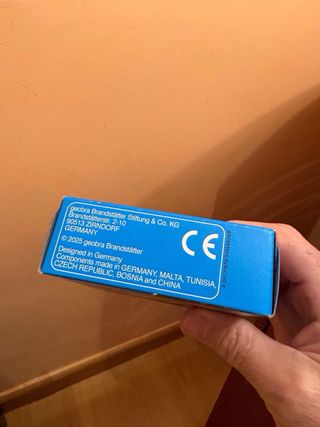 geobra Brandstätter Stiftung & Co. KG
Brandstätterstr. 2-10
90513 ZIRNDORF
GERMANY
© 2025 geobra Brandstätter
Designed in Germany
Components made in GERMANY, MALTA, TUNISIA,
CZECH REPUBLIC, BOSNIA and CHINA
CE